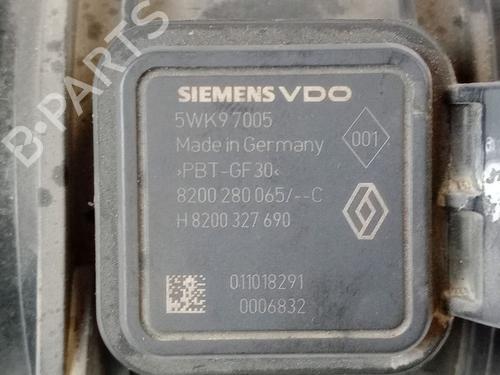 B-PARTS
SIEMENS VDO
5WK9 7005
Made in Germany
001
›PBT-GF30‹
8200 280 065/--C
H 8200 327 690
011018291
0006832